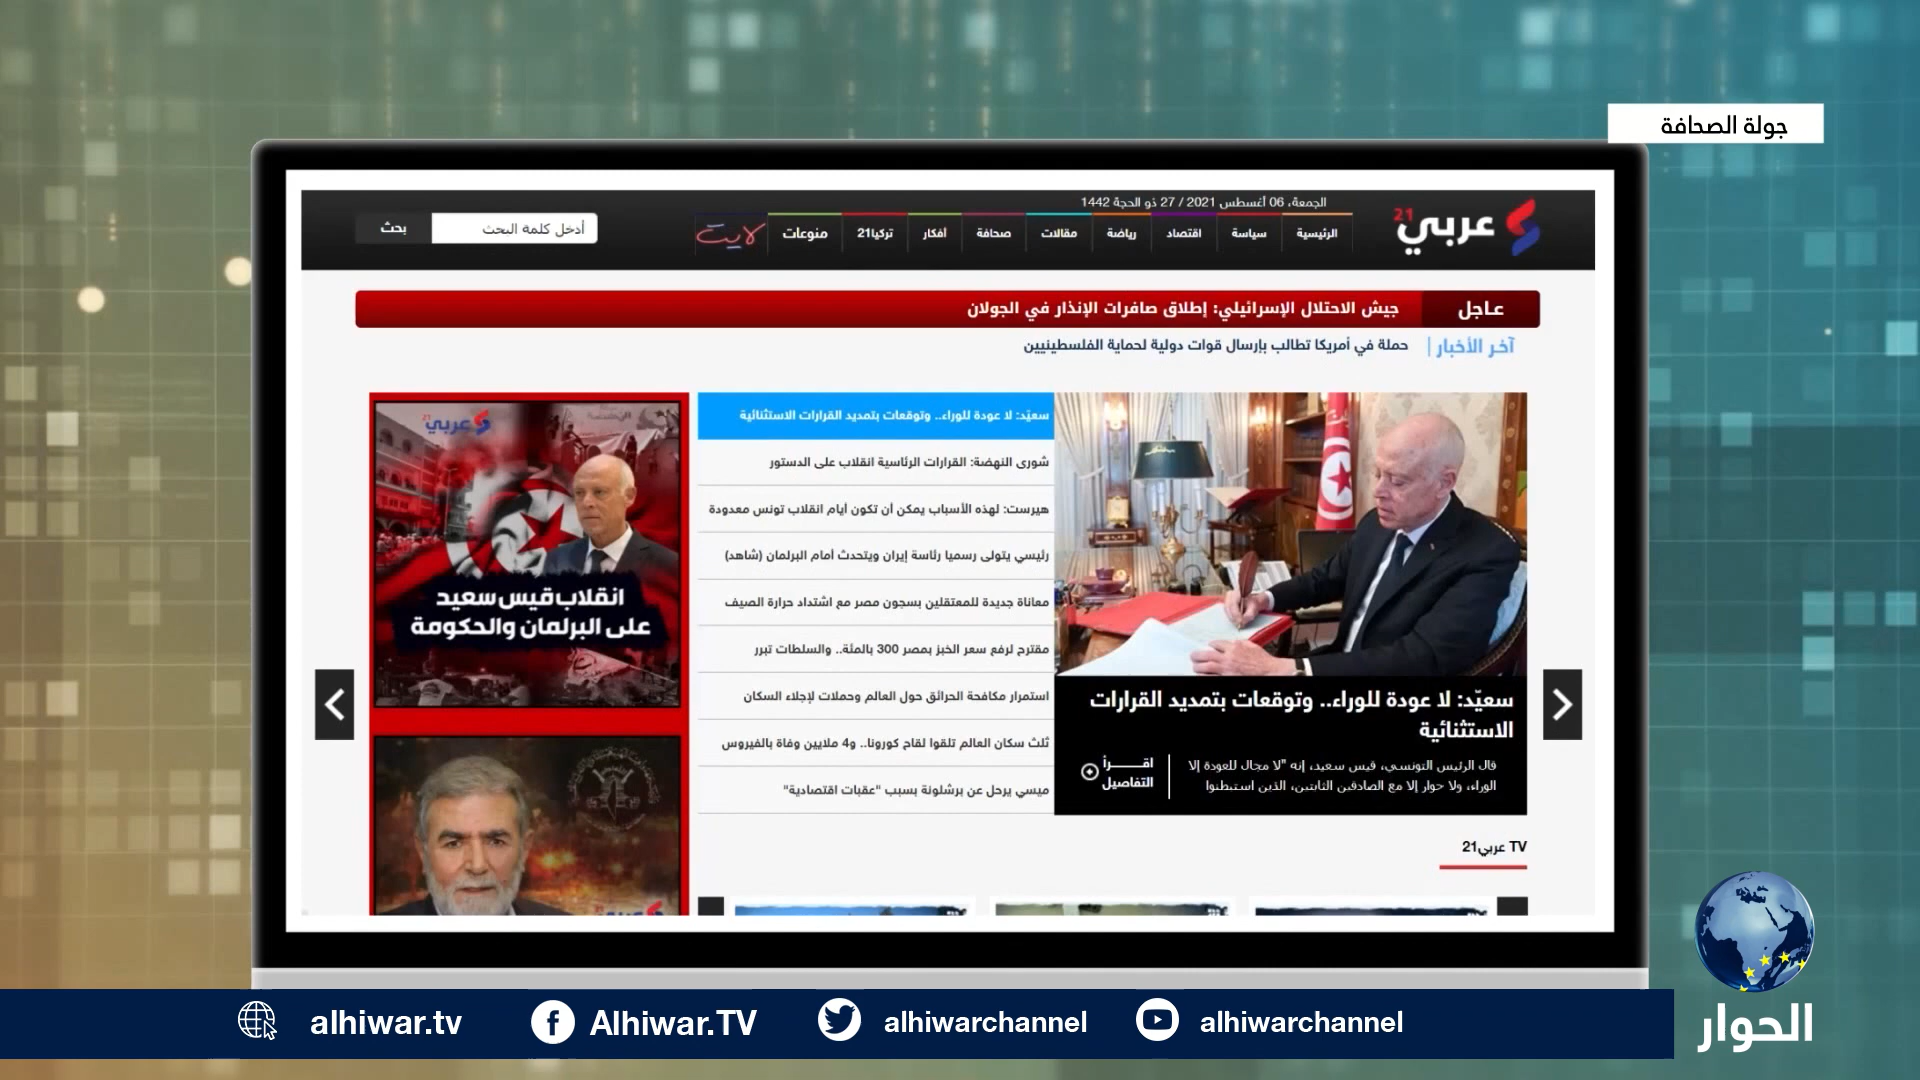 جولة الصحافة
الجمعة، 06 أغسطس 2021 / 27 ذو الحجة 1442
عربي21
الرئيسية
سياسة
اقتصاد
رياضة
مقالات
صحافة
أفكار
تركيا21
منوعات
لايت
أدخل كلمة البحث
بحث
عـاجل
جيش الاحتلال الإسرائيلي: إطلاق صافرات الإنذار في الجولان
آخر الأخبار
حملة في أمريكا تطالب بإرسال قوات دولية لحماية الفلسطينيين
سعيّد: لا عودة للوراء.. وتوقعات بتمديد القرارات
الاستثنائية
قال الرئيس التونسي، قيس سعيد، إنه "لا مجال للعودة إلا
الوراء، ولا حوار إلا مع الصادقين الثابتين، الذين استبطنوا
اقـــرأ
التفاصيل
سعيّد: لا عودة للوراء.. وتوقعات بتمديد القرارات الاستثنائية
شورى النهضة: القرارات الرئاسية انقلاب على الدستور
هيرست: لهذه الأسباب يمكن أن تكون أيام انقلاب تونس معدودة
رئيسي يتولى رسميا رئاسة إيران ويتحدث أمام البرلمان (شاهد)
معاناة جديدة للمعتقلين بسجون مصر مع اشتداد حرارة الصيف
مقترح لرفع سعر الخبز بمصر 300 بالمئة.. والسلطات تبرر
استمرار مكافحة الحرائق حول العالم وحملات لإجلاء السكان
ثلث سكان العالم تلقوا لقاح كورونا.. و4 ملايين وفاة بالفيروس
ميسي يرحل عن برشلونة بسبب "عقبات اقتصادية"
عربي21
انقلاب قيس سعيد
على البرلمان والحكومة
TV عربي21
الحوار
alhiwar.tv
Alhiwar.TV
alhiwarchannel
alhiwarchannel